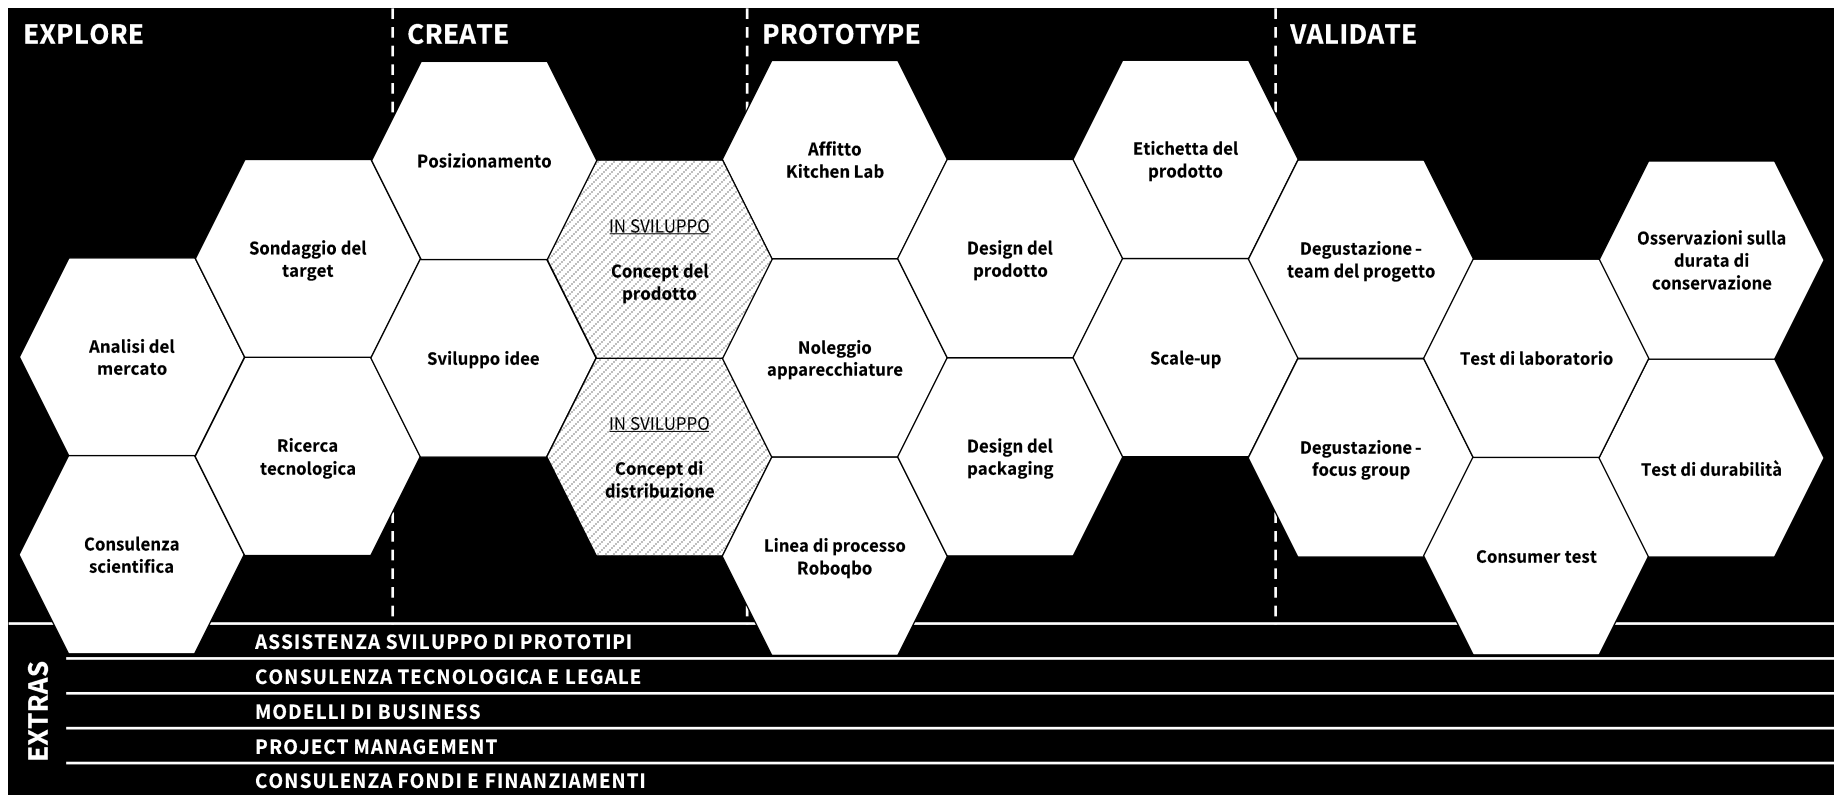 EXPLORE
CREATE
PROTOTYPE
VALIDATE
Analisi del
mercato
Consulenza
scientifica
Sondaggio del
target
Ricerca
tecnologica
Posizionamento
Sviluppo idee
IN SVILUPPO
Concept del
prodotto
IN SVILUPPO
Concept di
distribuzione
Affitto
Kitchen Lab
Noleggio
apparecchiature
Linea di processo
Roboqbo
Design del
prodotto
Design del
packaging
Etichetta del
prodotto
Scale-up
Degustazione -
team del progetto
Degustazione -
focus group
Test di laboratorio
Consumer test
Osservazioni sulla
durata di
conservazione
Test di durabilità
EXTRAS
ASSISTENZA SVILUPPO DI PROTOTIPI
CONSULENZA TECNOLOGICA E LEGALE
MODELLI DI BUSINESS
PROJECT MANAGEMENT
CONSULENZA FONDI E FINANZIAMENTI